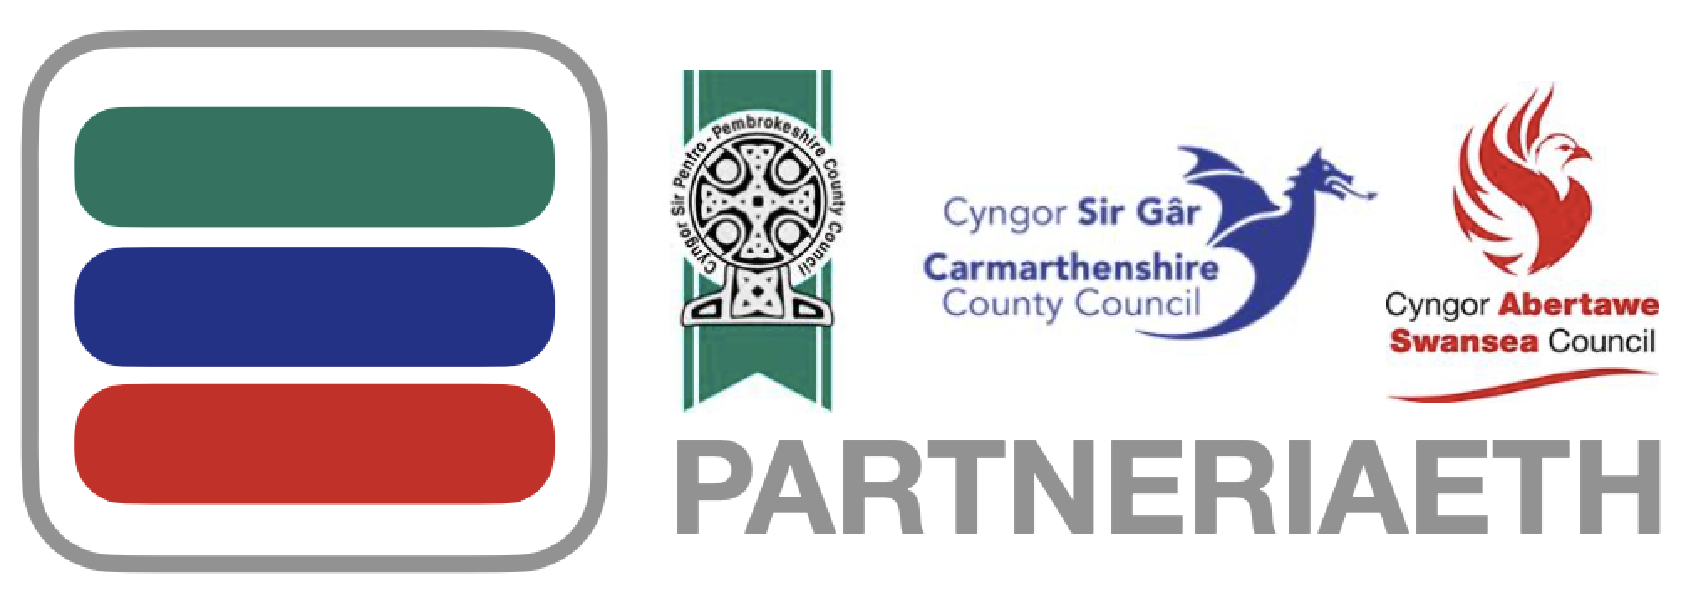 Cyngor Sir Penfro - Pembrokeshire County Council
Cyngor Sir Gâr
Carmarthenshire
County Council
Cyngor Abertawe
Swansea Council
PARTNERIAETH